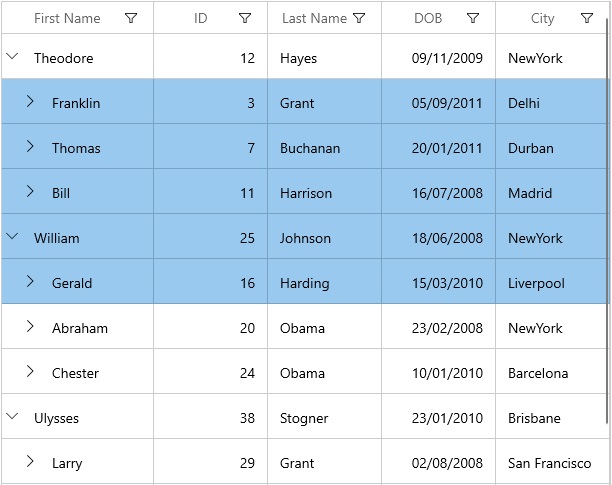 First Name ID Last Name DOB City
Theodore 12 Hayes 09/11/2009 NewYork
Franklin 3 Grant 05/09/2011 Delhi
Thomas 7 Buchanan 20/01/2011 Durban
Bill 11 Harrison 16/07/2008 Madrid
William 25 Johnson 18/06/2008 NewYork
Gerald 16 Harding 15/03/2010 Liverpool
Abraham 20 Obama 23/02/2008 NewYork
Chester 24 Obama 10/01/2010 Barcelona
Ulysses 38 Stogner 23/01/2010 Brisbane
Larry 29 Grant 02/08/2008 San Francisco